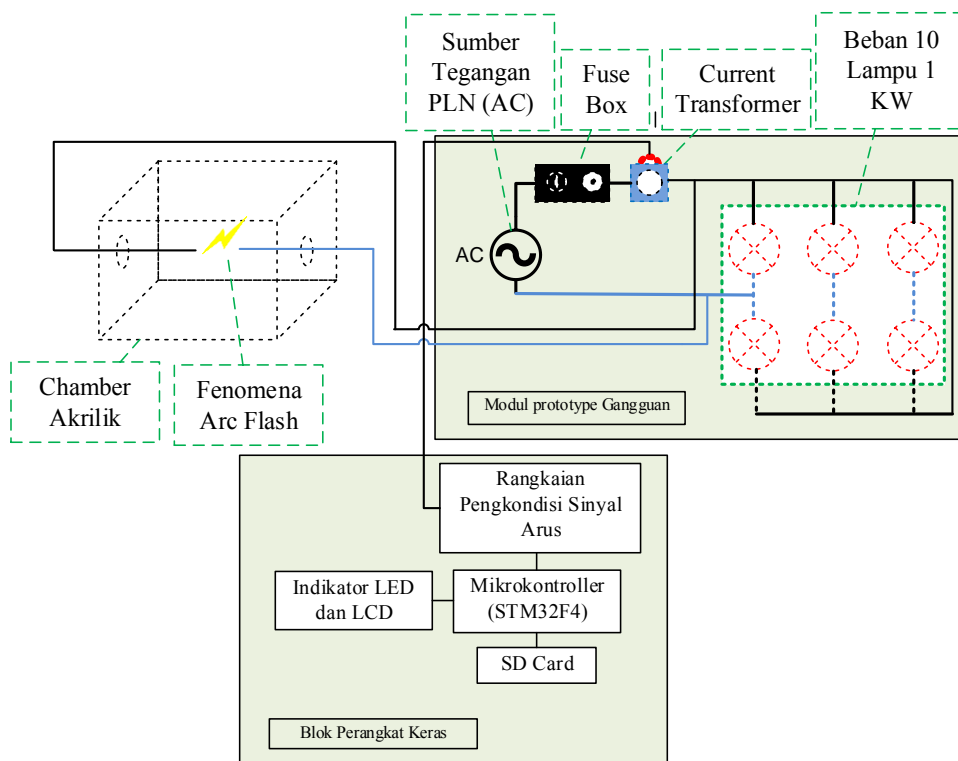 Sumber
Tegangan
PLN (AC)
Fuse
Box
Current
Transformer
Beban 10
Lampu 1
KW
AC
Chamber
Akrilik
Fenomena
Arc Flash
Modul prototype Gangguan
Rangkaian
Pengkondisi Sinyal
Arus
Indikator LED
dan LCD
Mikrokontroller
(STM32F4)
SD Card
Blok Perangkat Keras